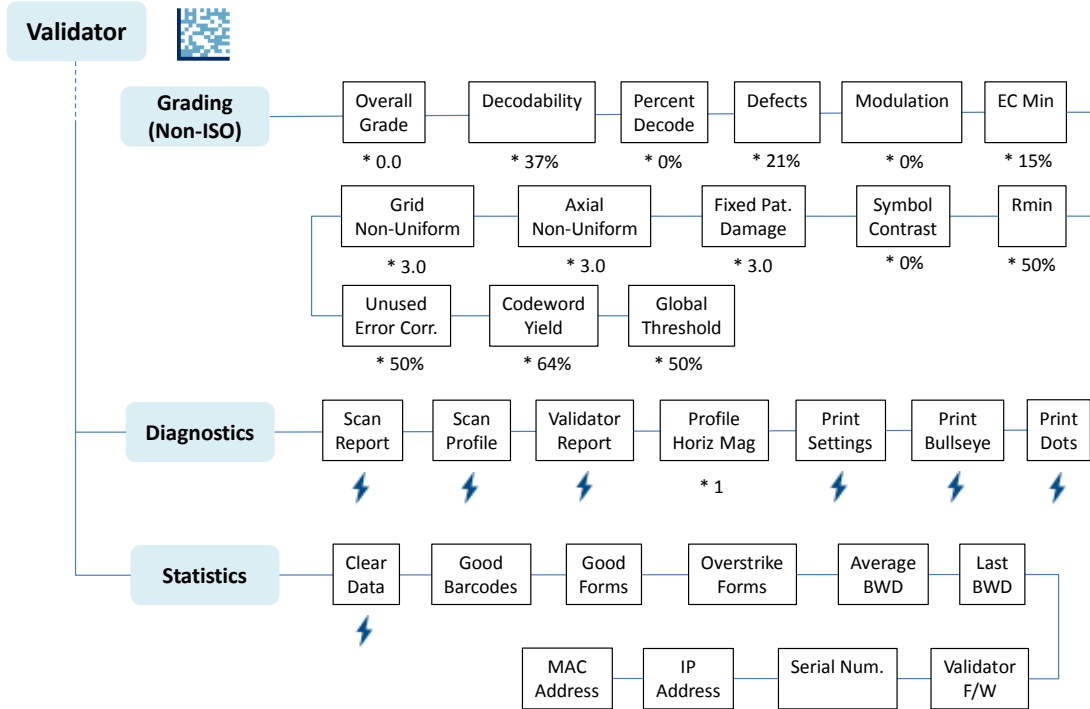 Validator
Grading
(Non-ISO)
Overall
Grade
Decodability
Percent
Decode
Defects
Modulation
EC Min
* 0.0
* 37%
* 0%
* 21%
* 0%
* 15%
Grid
Non-Uniform
Axial
Non-Uniform
Fixed Pat.
Damage
Symbol
Contrast
Rmin
* 3.0
* 3.0
* 3.0
* 0%
* 50%
Unused
Error Corr.
Codeword
Yield
Global
Threshold
* 50%
* 64%
* 50%
Diagnostics
Scan
Report
Scan
Profile
Validator
Report
Profile
Horiz Mag
Print
Settings
Print
Bullseye
Print
Dots
* 1
Statistics
Clear
Data
Good
Barcodes
Good
Forms
Overstrike
Forms
Average
BWD
Last
BWD
MAC
Address
IP
Address
Serial Num.
Validator
F/W